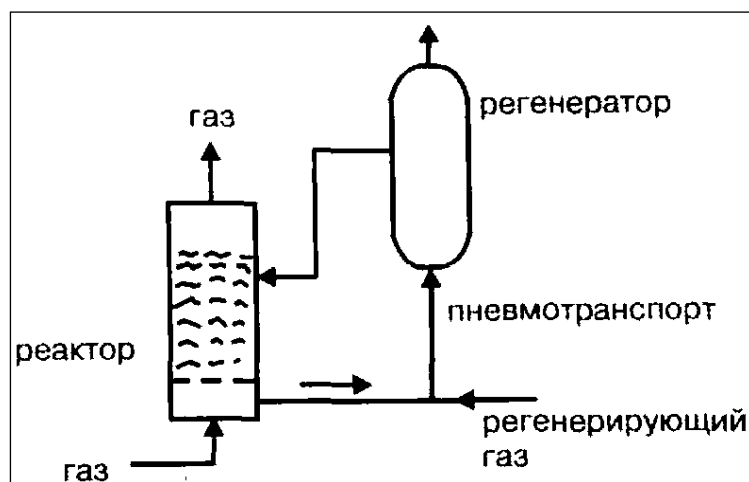 газ
регенератор
пневмотранспорт
реактор
регенерирующий
газ
газ